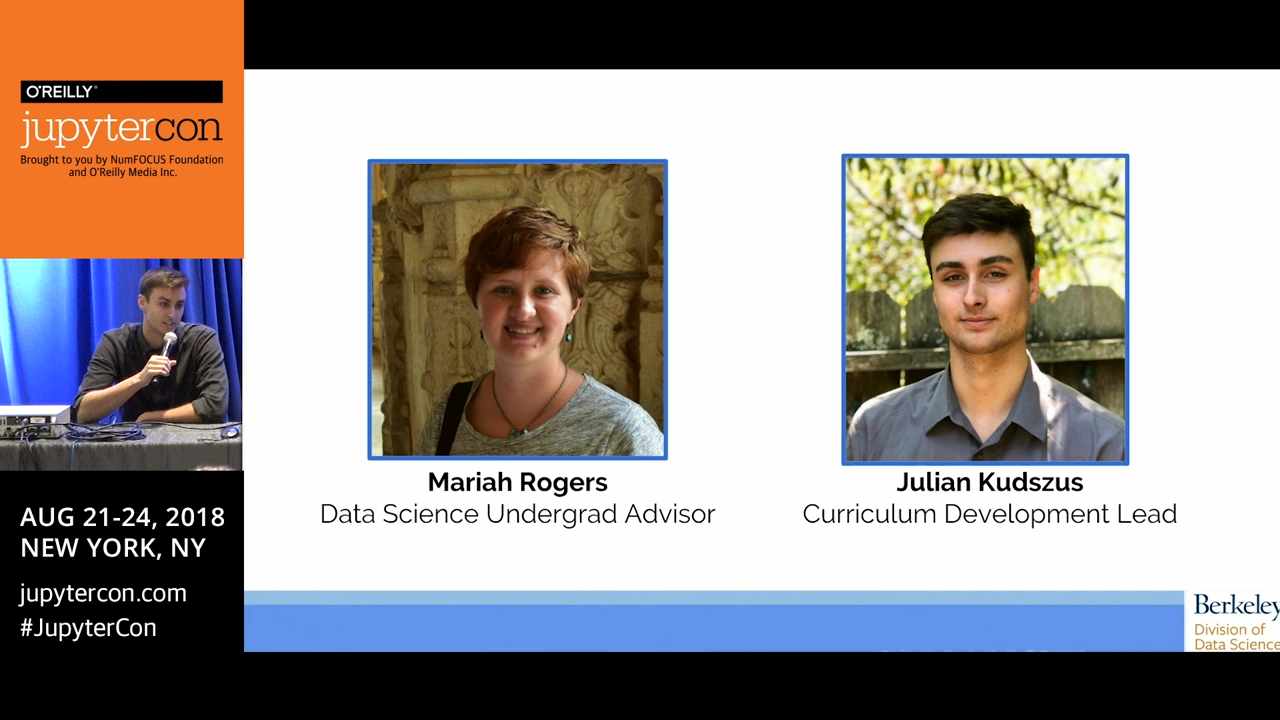 O'REILLY®
jupytercon
Brought to you by NumFOCUS Foundation
and O'Reilly Media Inc.
AUG 21-24, 2018
NEW YORK, NY
jupytercon.com
#JupyterCon
Mariah Rogers
Data Science Undergrad Advisor
Julian Kudszus
Curriculum Development Lead
Berkeley
Division of
Data Science